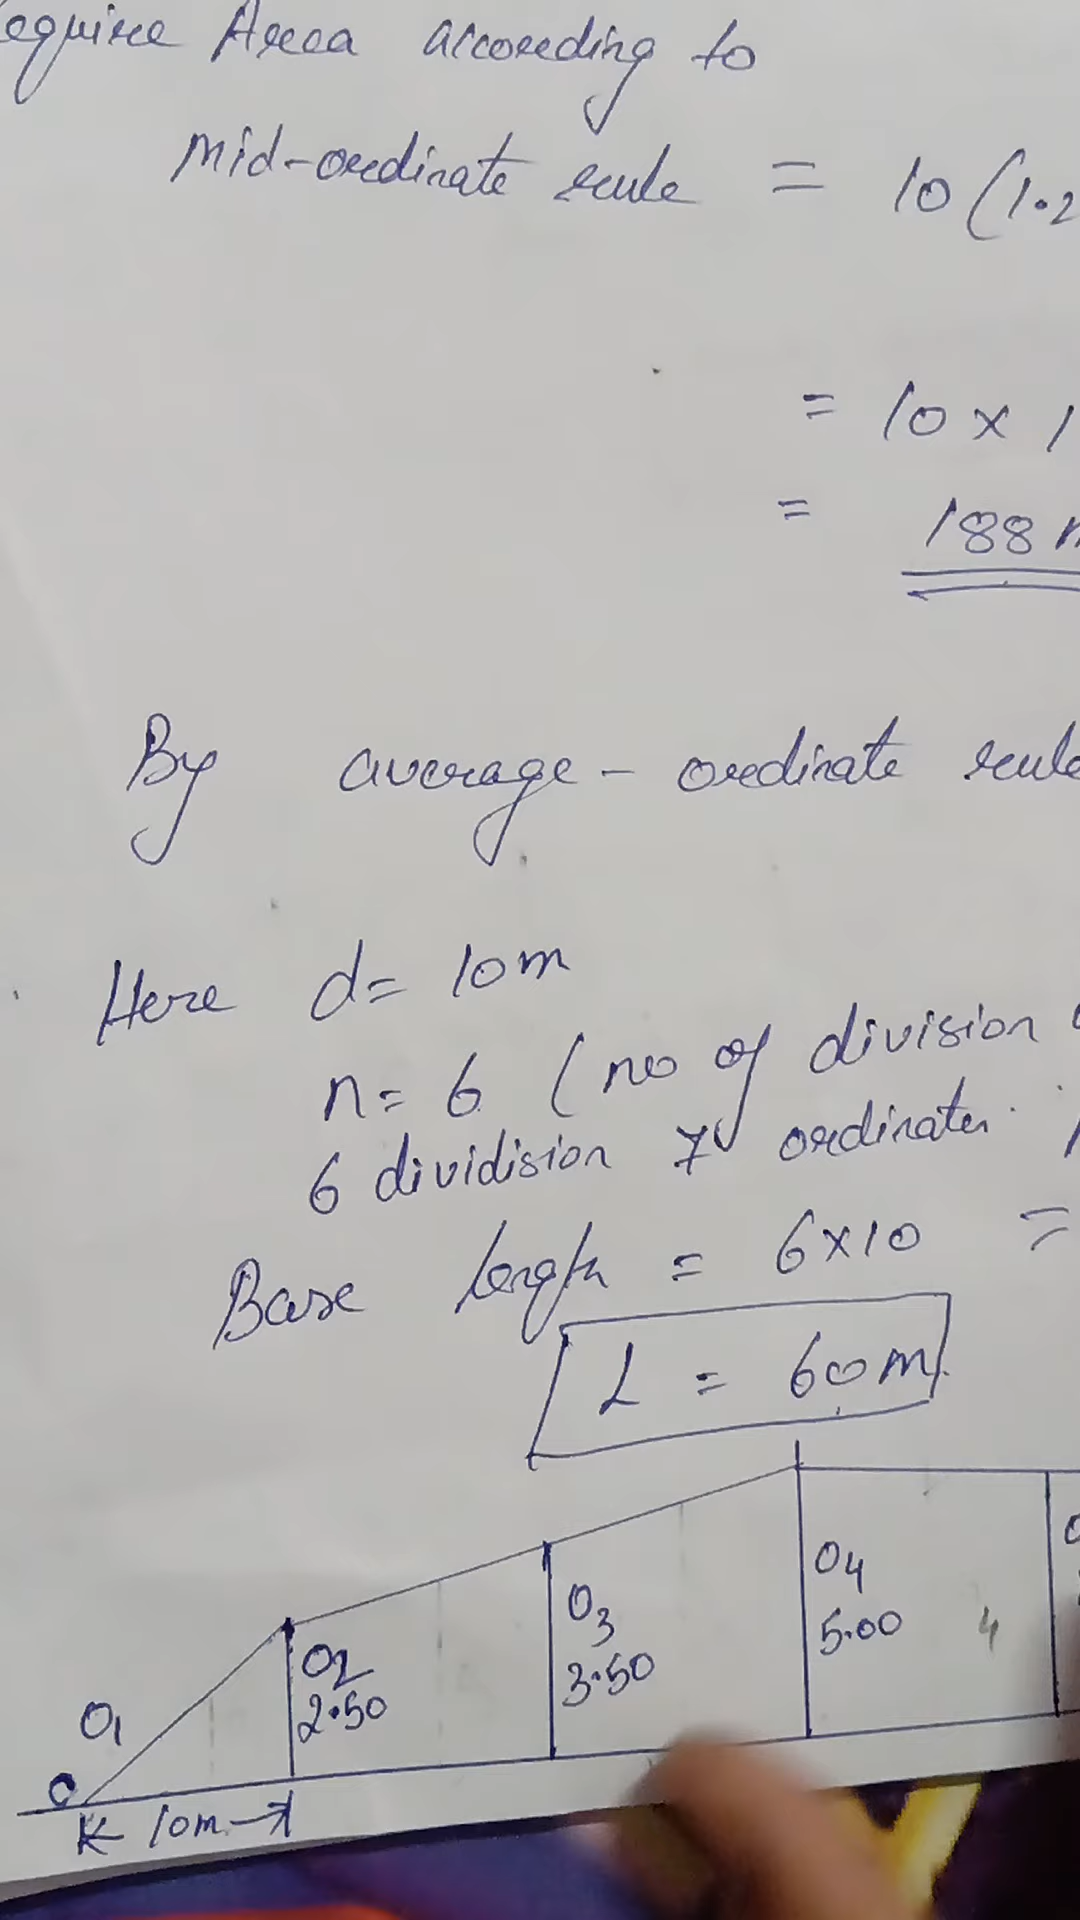 equire Area according to
mid-ordinate rule = 10 (1.2
= 10 x 1
= 188 m
By average - ordinate rule
Here d = 10m
n = 6 (no of division
6 dividision 7 ordinates
Base length = 6x10 =
L = 60m
O4
5.00
4
O3
3.50
O2
2.50
O1
O
10m